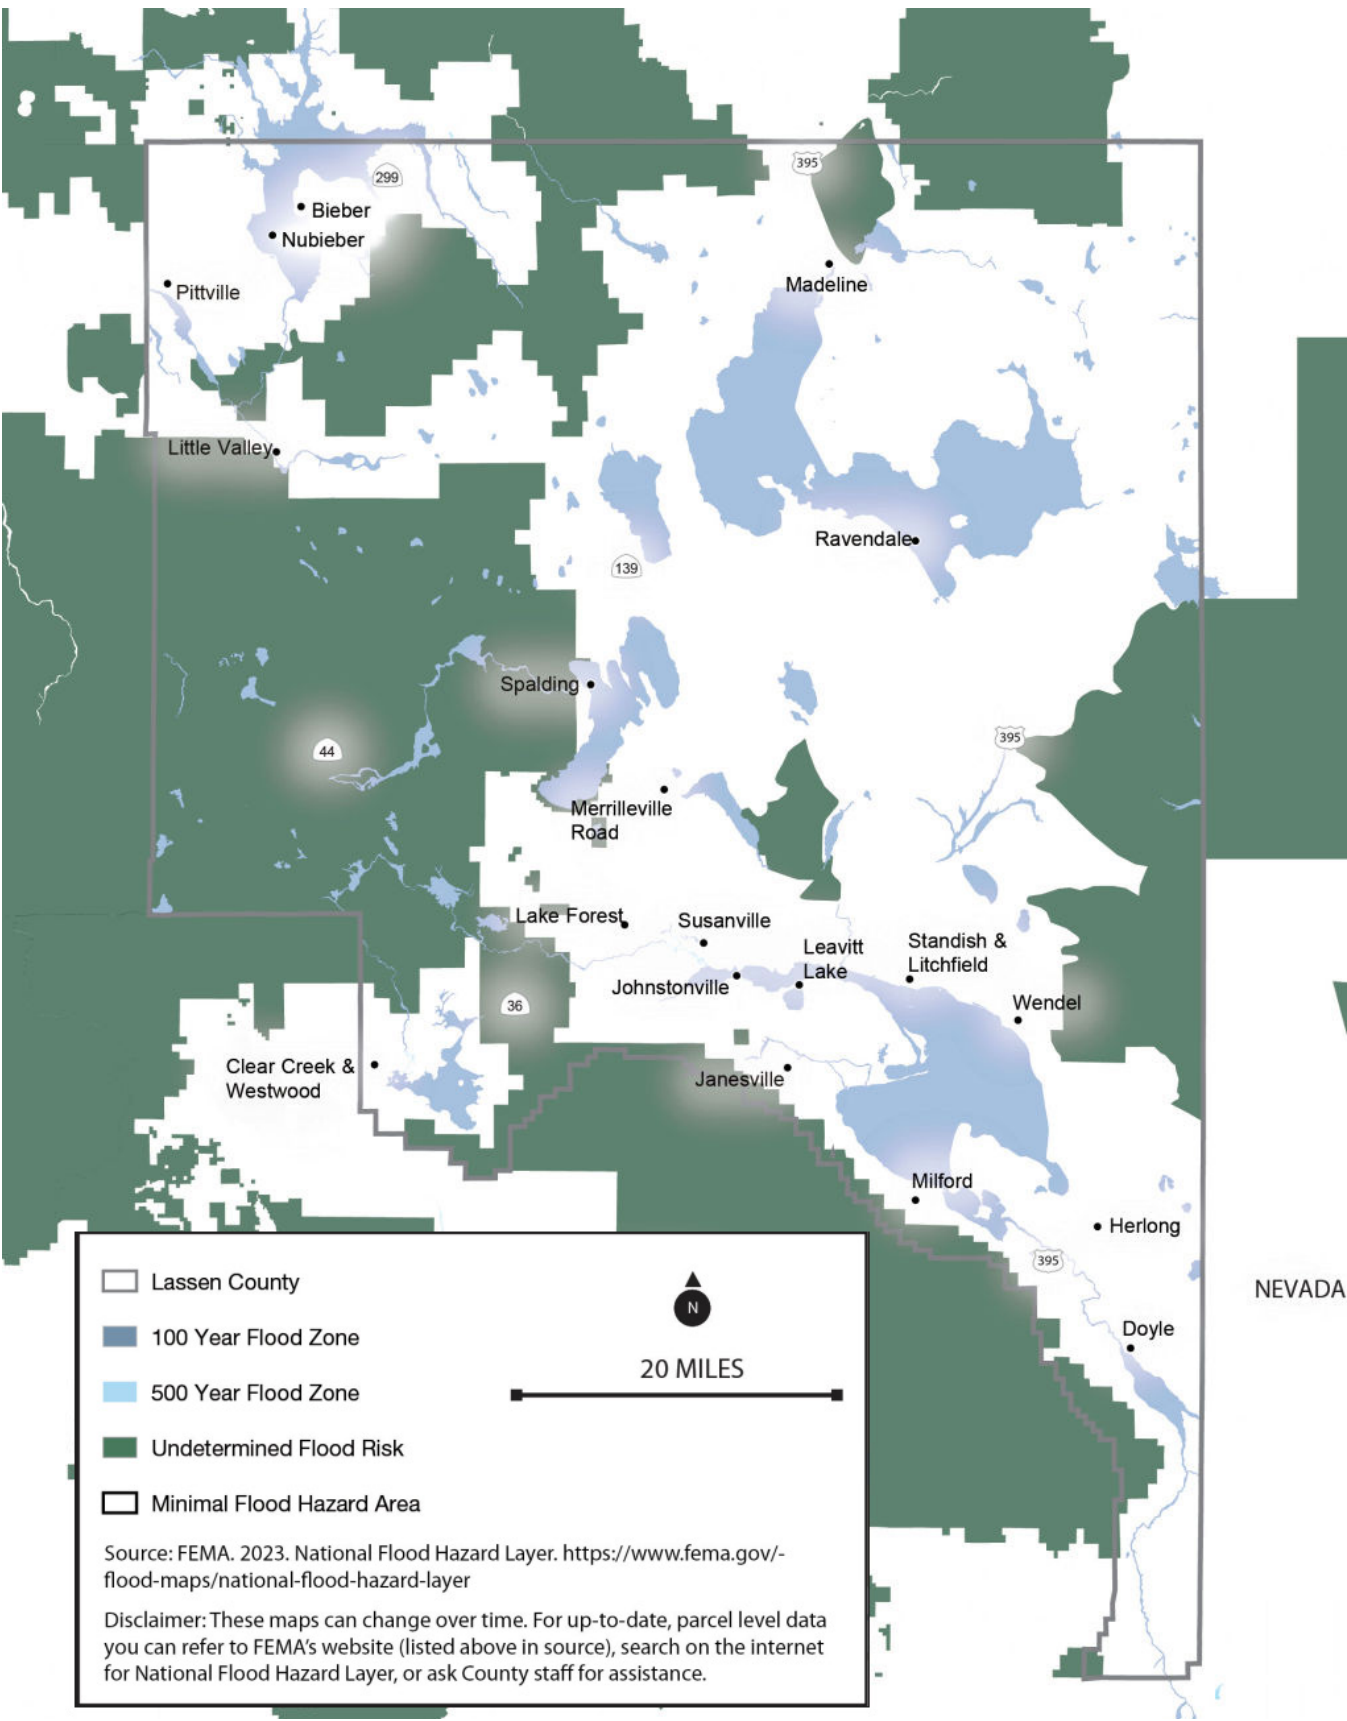 395
299
Bieber
Nubieber
Pittville
Madeline
Little Valley
Ravendale
139
Spalding
395
44
Merrilleville
Road
Lake Forest
Susanville
Leavitt
Lake
Standish &
Litchfield
Johnstonville
36
Wendel
Clear Creek &
Westwood
Janesville
Milford
Herlong
395
NEVADA
Doyle
Lassen County
100 Year Flood Zone
500 Year Flood Zone
Undetermined Flood Risk
Minimal Flood Hazard Area
N
20 MILES
Source: FEMA. 2023. National Flood Hazard Layer. https://www.fema.gov/-
flood-maps/national-flood-hazard-layer
Disclaimer: These maps can change over time. For up-to-date, parcel level data
you can refer to FEMA's website (listed above in source), search on the internet
for National Flood Hazard Layer, or ask County staff for assistance.